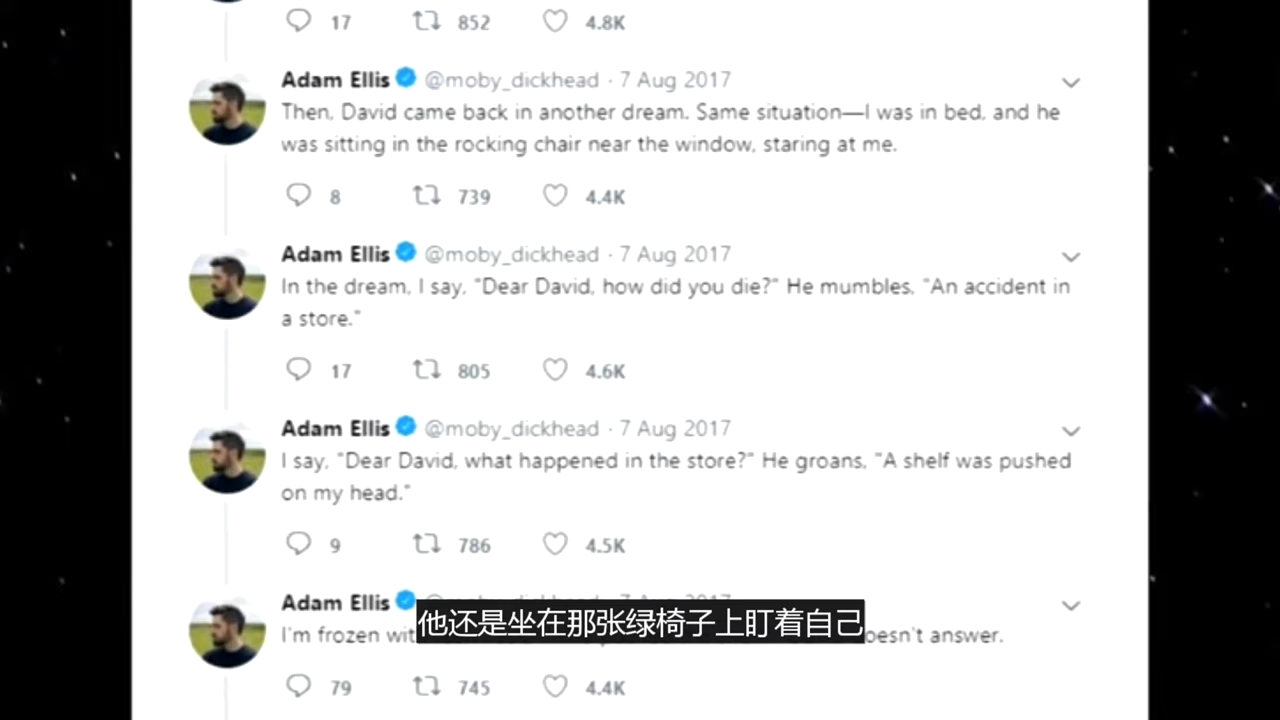 17 852 4.8K
Adam Ellis @moby_dickhead · 7 Aug 2017
Then, David came back in another dream. Same situation—I was in bed, and he
was sitting in the rocking chair near the window, staring at me.
8 739 4.4K
Adam Ellis @moby_dickhead · 7 Aug 2017
In the dream, I say, "Dear David, how did you die?" He mumbles, "An accident in
a store."
17 805 4.6K
Adam Ellis @moby_dickhead · 7 Aug 2017
I say, "Dear David, what happened in the store?" He groans, "A shelf was pushed
on my head."
9 786 4.5K
Adam Ellis
他还是坐在那张绿椅子上盯着自己
I'm frozen answer.
79 745 4.4K